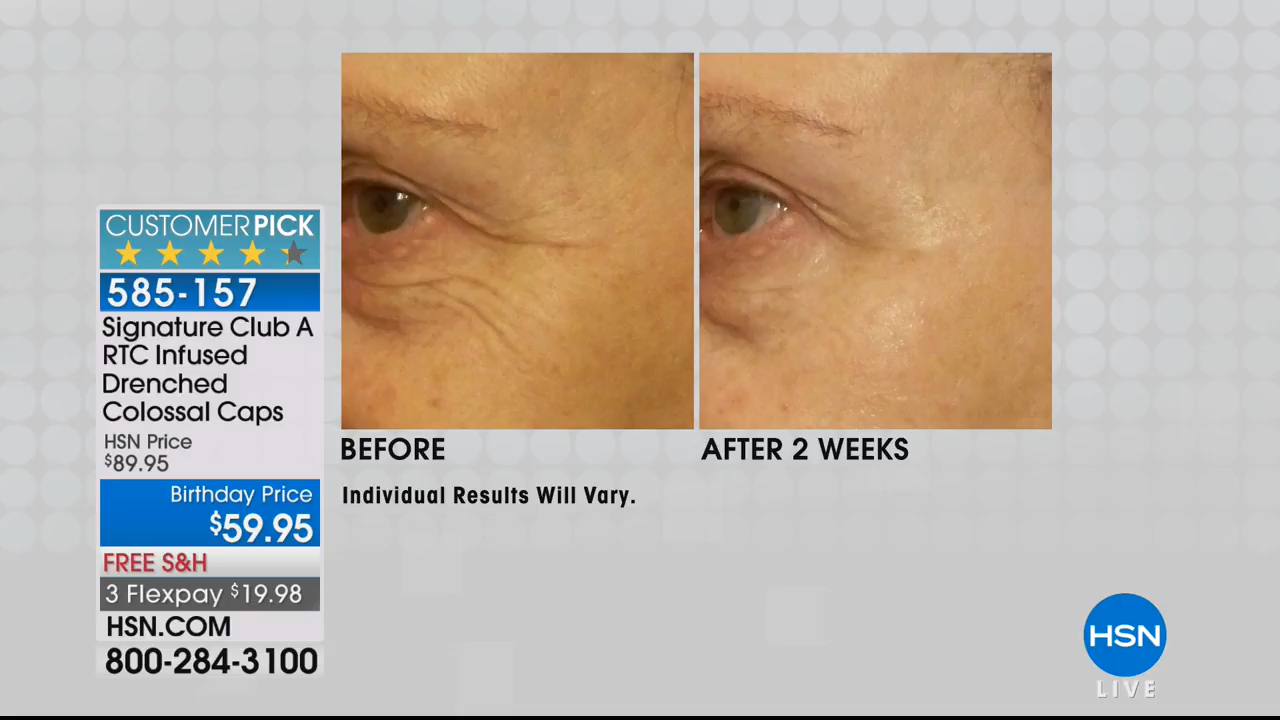 CUSTOMERPICK
585-157
Signature Club A
RTC Infused
Drenched
Colossal Caps
HSN Price
$89.95
Birthday Price
$59.95
FREE S&H
3 Flexpay $19.98
HSN.COM
800-284-3100
BEFORE
AFTER 2 WEEKS
Individual Results Will Vary.
HSN
LIVE